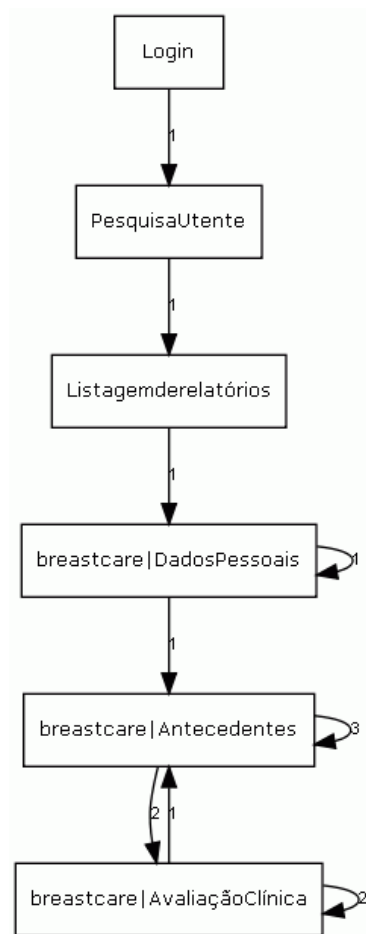 Login
1
PesquisaUtente
1
Listagemderelatórios
1
breastcare|DadosPessoais
1
1
breastcare|Antecedentes
3
2
1
breastcare|AvaliaçãoClínica
2